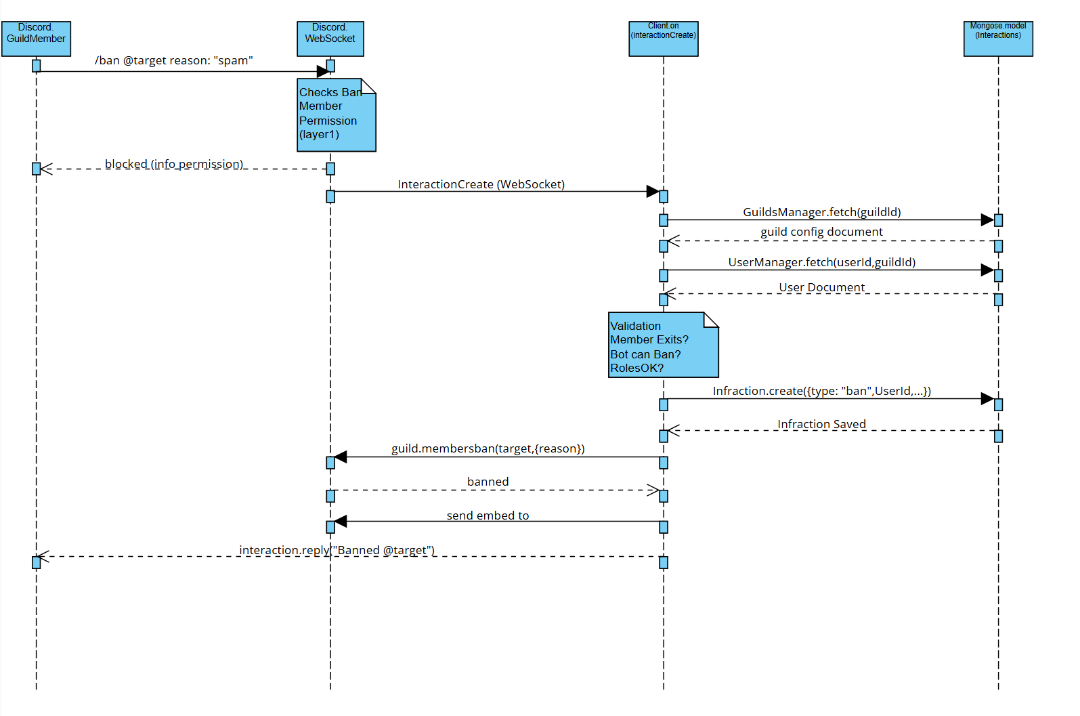 Discord.
GuildMember
Discord.
WebSocket
Client.on
(interactionCreate)
Mongose.model
(Interactions)
/ban @target reason: "spam"
Checks Ban
Member
Permission
(layer1)
blocked (info permission)
InteractionCreate (WebSocket)
GuildsManager.fetch(guildId)
guild config document
UserManager.fetch(userId,guildId)
User Document
Validation
Member Exits?
Bot can Ban?
RolesOK?
Infraction.create({type: "ban",UserId,...})
Infraction Saved
guild.membersban(target,{reason})
banned
send embed to
interaction.reply("Banned @target")